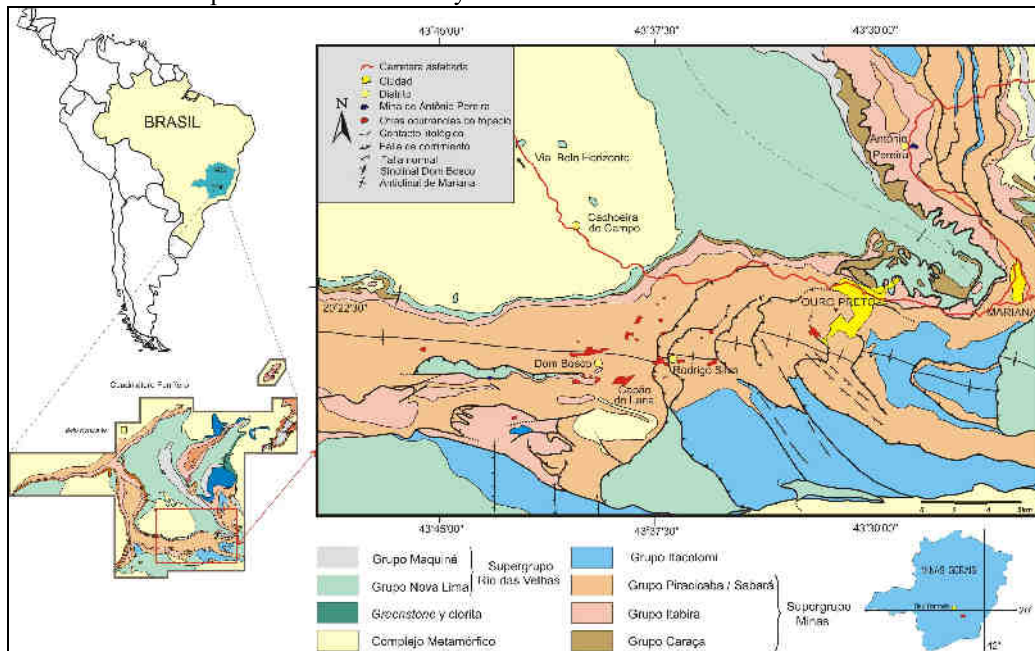 43°45'00"
43°37'30"
43°30'00"
BRASIL
N
Carretera asfaltada
Ciudad
Distrito
Mina de Antônio Pereira
Otras ocurrencias de topacio
Contacto litológico
Falla de corrimiento
Falla normal
Sinclinal Dom Bosco
Anticlinal de Mariana
Via Belo Horizonte
Cachoeira
do Campo
Antônio
Pereira
20°22'30"
OURO PRETO
MARIANA
Dom Bosco
Rodrigo Silva
Capão
do Lana
Cuadrilátero Ferrífero
Belo Horizonte
43°45'00"
43°37'30"
43°30'00"
Grupo Maquiné
Grupo Nova Lima
Supergrupo
Rio das Velhas
Greenstone y clorita
Complejo Metamórfico
Grupo Itacolomi
Grupo Piracicaba / Sabará
Grupo Itabira
Grupo Caraça
Supergrupo
Minas
MINAS GERAIS
20°
42°